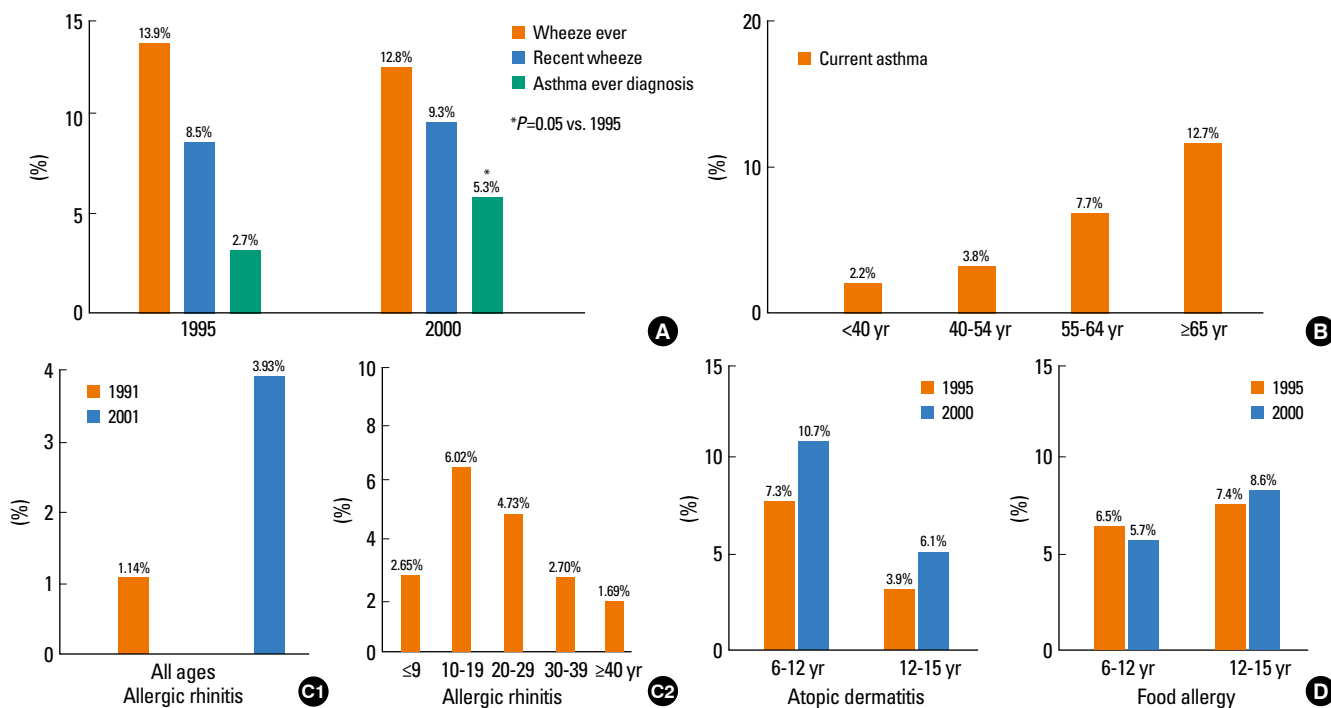 15
10
5
0
(%)
13.9%
8.5%
2.7%
12.8%
9.3%
*
5.3%
1995
2000
Wheeze ever
Recent wheeze
Asthma ever diagnosis
*P=0.05 vs. 1995
A
20
10
0
(%)
Current asthma
2.2%
3.8%
7.7%
12.7%
<40 yr
40-54 yr
55-64 yr
≥65 yr
B
4
3
2
1
0
(%)
1991
2001
1.14%
3.93%
All ages
Allergic rhinitis
C1
10
8
6
4
2
0
(%)
2.65%
6.02%
4.73%
2.70%
1.69%
≤9
10-19
20-29
30-39
≥40 yr
Allergic rhinitis
C2
15
10
5
0
(%)
1995
2000
7.3%
10.7%
3.9%
6.1%
6-12 yr
12-15 yr
Atopic dermatitis
15
10
5
0
(%)
1995
2000
6.5%
5.7%
7.4%
8.6%
6-12 yr
12-15 yr
Food allergy
D